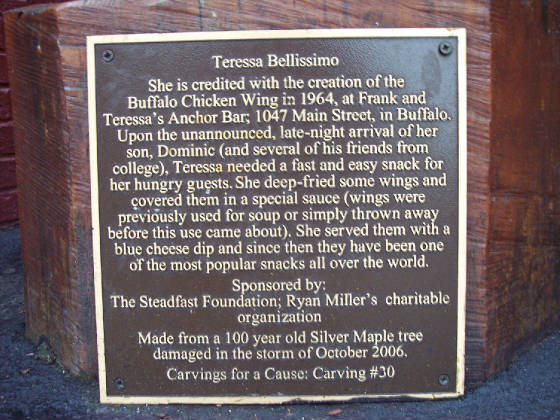 Teressa Bellissimo
She is credited with the creation of the
Buffalo Chicken Wing in 1964, at Frank and
Teressa's Anchor Bar; 1047 Main Street, in Buffalo.
Upon the unannounced, late-night arrival of her
son, Dominic (and several of his friends from
college), Teressa needed a fast and easy snack for
her hungry guests. She deep-fried some wings and
covered them in a special sauce (wings were
previously used for soup or simply thrown away
before this use came about). She served them with a
blue cheese dip and since then they have been one
of the most popular snacks all over the world.
Sponsored by:
The Steadfast Foundation; Ryan Miller's charitable
organization
Made from a 100 year old Silver Maple tree
damaged in the storm of October 2006.
Carvings for a Cause: Carving #30